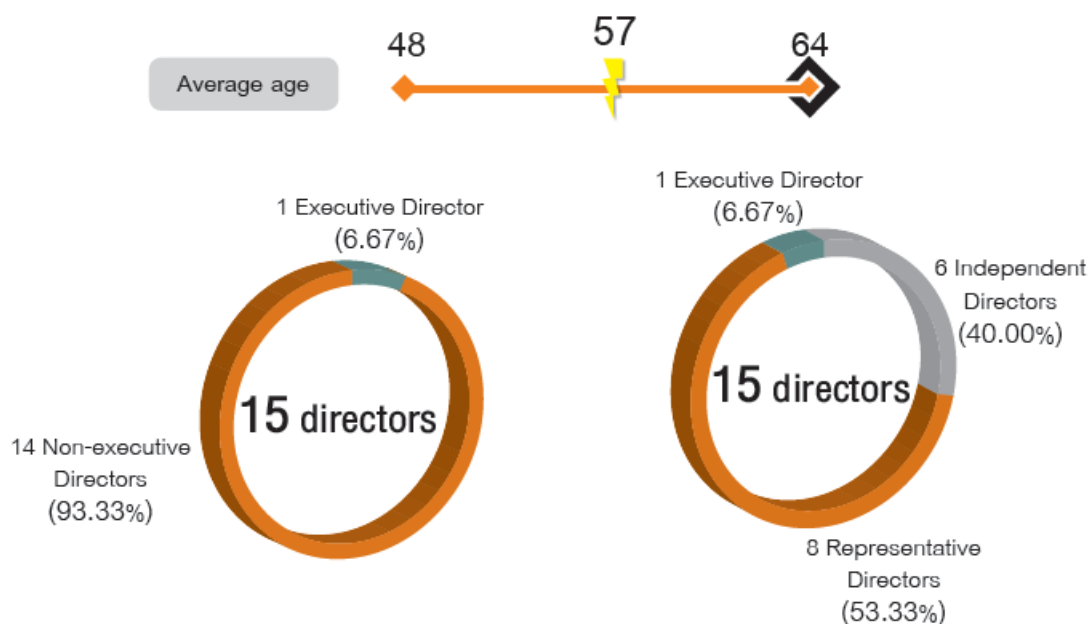 57
48
64
Average age
1 Executive Director
(6.67%)
15 directors
14 Non-executive
Directors
(93.33%)
1 Executive Director
(6.67%)
6 Independent
Directors
(40.00%)
15 directors
8 Representative
Directors
(53.33%)